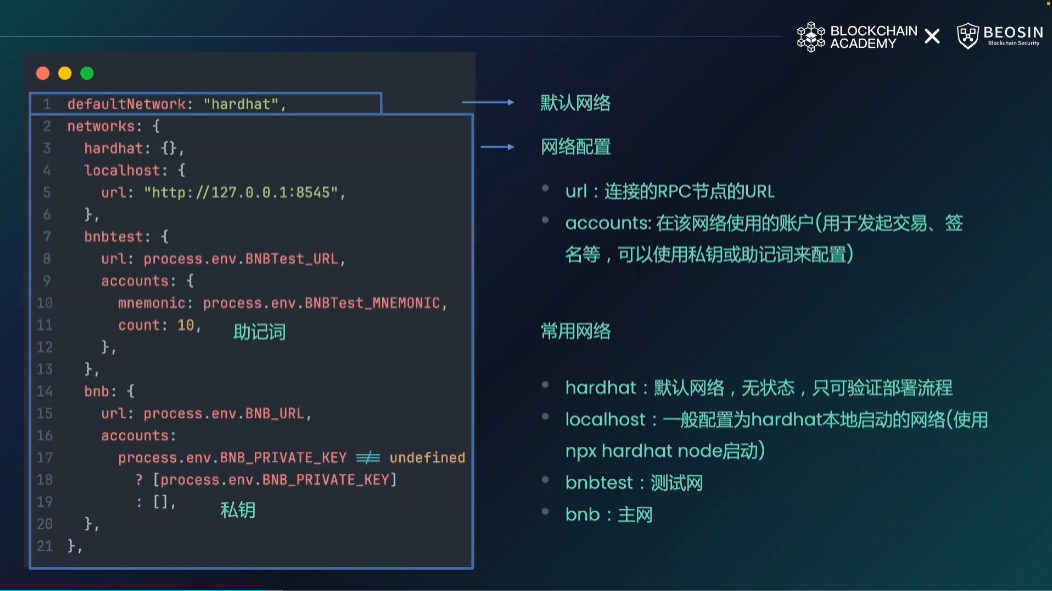 BLOCKCHAIN
ACADEMY
BEOSIN
Blockchain Security
1 defaultNetwork: "hardhat",
2 networks: {
3 hardhat: {},
4 localhost: {
5 url: "http://127.0.0.1:8545",
6 },
7 bnbtest: {
8 url: process.env.BNBTest_URL,
9 accounts: {
10 mnemonic: process.env.BNBTest_MNEMONIC,
11 count: 10,
助记词
12 },
13 },
14 bnb: {
15 url: process.env.BNB_URL,
16 accounts:
17 process.env.BNB_PRIVATE_KEY !== undefined
18 ? [process.env.BNB_PRIVATE_KEY]
19 : [],
私钥
20 },
21 },
默认网络
网络配置
url：连接的RPC节点的URL
accounts: 在该网络使用的账户(用于发起交易、签
名等，可以使用私钥或助记词来配置)
常用网络
hardhat：默认网络，无状态，只可验证部署流程
localhost：一般配置为hardhat本地启动的网络(使用
npx hardhat node启动)
bnbtest：测试网
bnb：主网